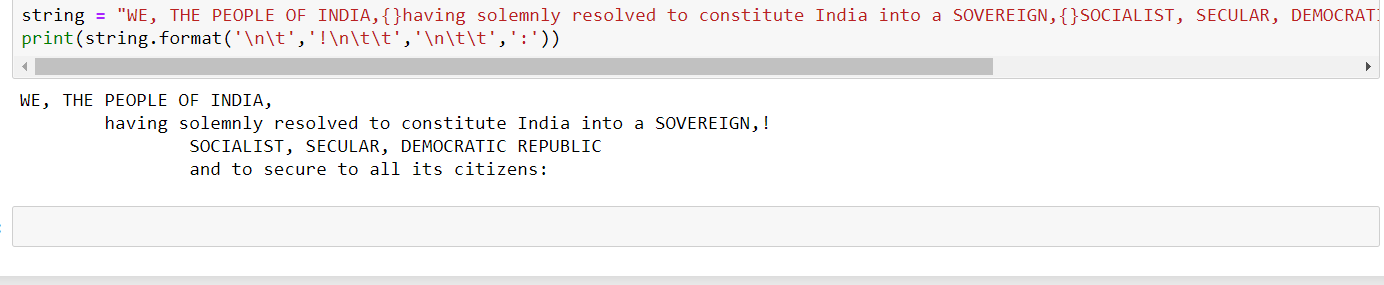 string = "WE, THE PEOPLE OF INDIA,{}having solemnly resolved to constitute India into a SOVEREIGN,{}SOCIALIST, SECULAR, DEMOCRATI
print(string.format('\n\t','!\n\t\t','\n\t\t',':'))
WE, THE PEOPLE OF INDIA,
having solemnly resolved to constitute India into a SOVEREIGN,!
SOCIALIST, SECULAR, DEMOCRATIC REPUBLIC
and to secure to all its citizens: